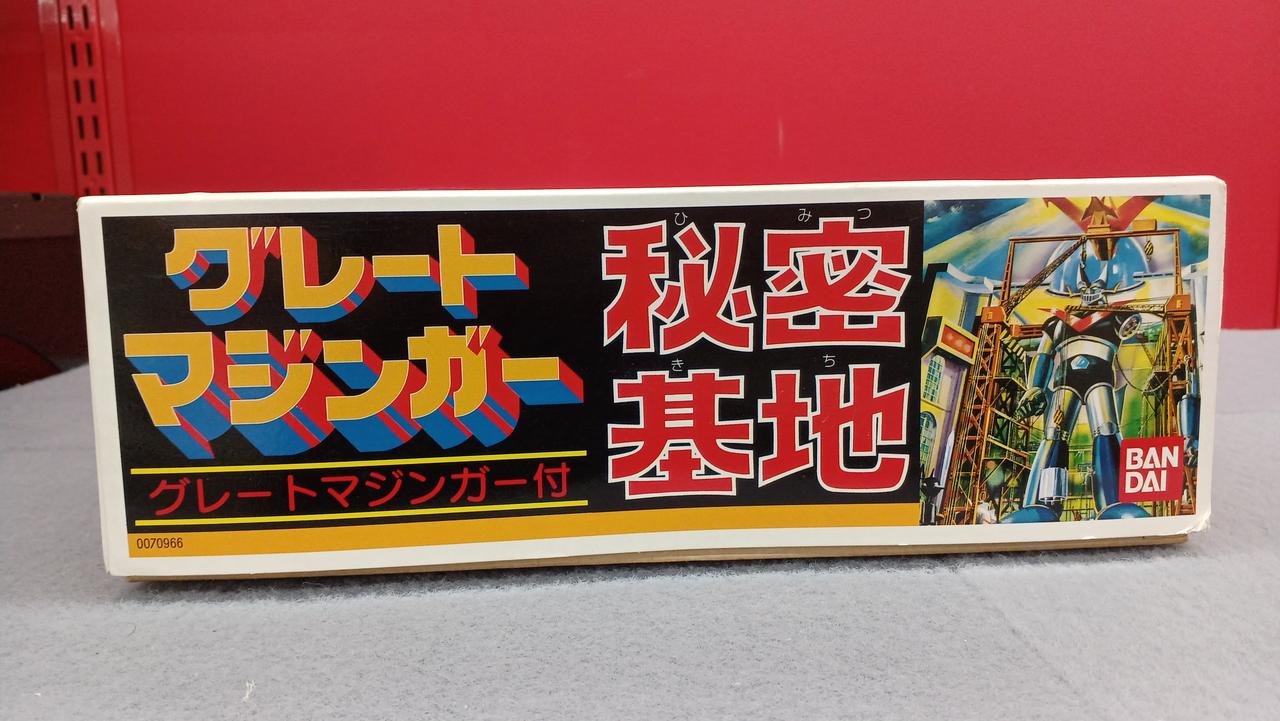 グレート
マジンガー
グレートマジンガー付
0070966
ひ みつ
秘密
き ち
基地
BAN
DAI